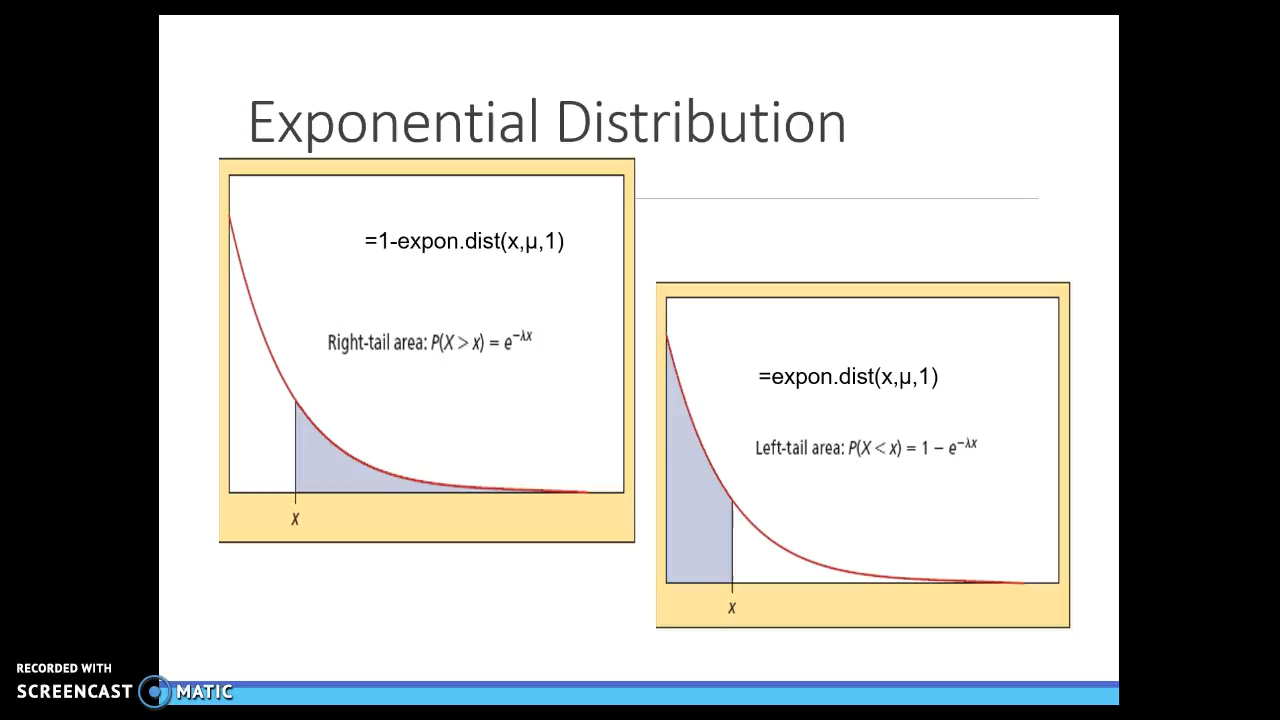 Exponential Distribution
=1-expon.dist(x,μ,1)
Right-tail area: P(X > x) = e^−λx
x
=expon.dist(x,μ,1)
Left-tail area: P(X < x) = 1 − e^−λx
x
RECORDED WITH
SCREENCAST MATIC